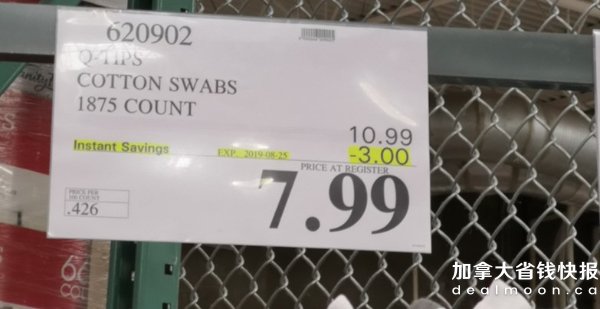 620902
Q-TIPS
COTTON SWABS
1875 COUNT
10.99
Instant Savings
EXP. 2019-08-25
-3.00
PRICE AT REGISTER
7.99
PRICE PER
100 COUNT
.426
加拿大省钱快报
dealmoon.ca